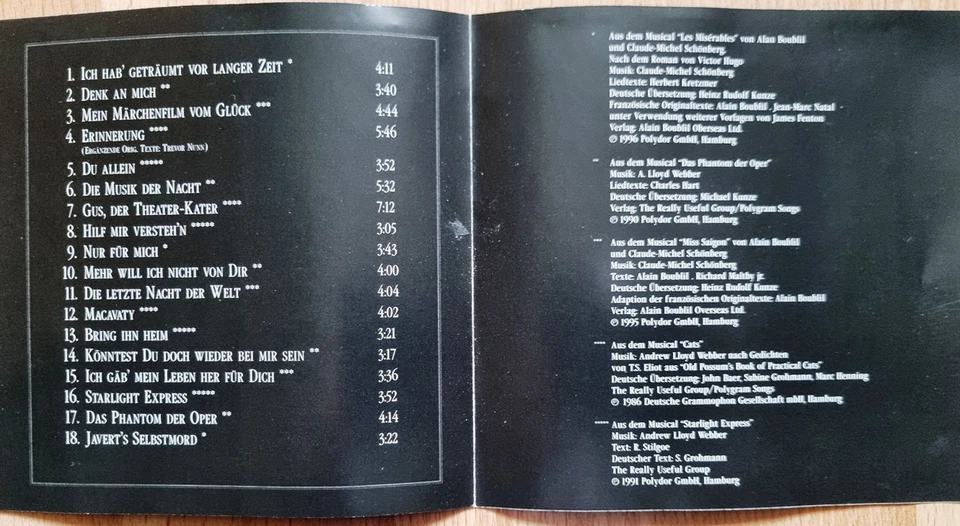 1. ICH HAB' GETRÄUMT VOR LANGER ZEIT * 4:11
2. DENK AN MICH ** 3:40
3. MEIN MÄRCHENFILM VOM GLÜCK *** 4:44
4. ERINNERUNG **** 5:46
(ERGÄNZENDE ORIG. TEXTE: TREVOR NUNN)
5. DU ALLEIN ***** 3:52
6. DIE MUSIK DER NACHT ** 5:32
7. GUS, DER THEATER-KATER **** 7:12
8. HILF MIR VERSTEH'N ***** 3:05
9. NUR FÜR MICH * 3:43
10. MEHR WILL ICH NICHT VON DIR ** 4:00
11. DIE LETZTE NACHT DER WELT *** 4:04
12. MACAVATY **** 4:02
13. BRING IHN HEIM ***** 3:21
14. KÖNNTEST DU DOCH WIEDER BEI MIR SEIN ** 3:17
15. ICH GÄB' MEIN LEBEN HER FÜR DICH *** 3:36
16. STARLIGHT EXPRESS ***** 3:52
17. DAS PHANTOM DER OPER ** 4:14
18. JAVERT'S SELBSTMORD * 3:22
* Aus dem Musical "Les Misérables" von Alan Boublil
und Claude-Michel Schönberg.
Nach dem Roman von Victor Hugo
Musik: Claude-Michel Schönberg
Liedtexte: Herbert Kretzmer
Deutsche Übersetzung: Heinz Rudolf Kunze
Französische Originaltexte: Alain Boublil . Jean-Marc Natal
unter Verwendung weiterer Vorlagen von James Fenton
Verlag: Alain Boublil Oberseas Ltd.
℗ 1996 Polydor GmbH, Hamburg
** Aus dem Musical "Das Phantom der Oper"
Musik: A. Lloyd Webber
Liedtexte: Charles Hart
Deutsche Übersetzung: Michael Kunze
Verlag: The Really Useful Group/Polygram Songs
℗ 1990 Polydor GmbH, Hamburg
*** Aus dem Musical "Miss Saigon" von Alain Boublil
und Claude-Michel Schönberg
Musik: Claude-Michel Schönberg
Texte: Alain Boublil . Richard Maltby jr.
Deutsche Übersetzung: Heinz Rudolf Kunze
Adaption der französischen Originaltexte: Alain Boublil
Verlag: Alain Boublil Overseas Ltd.
℗ 1995 Polydor GmbH, Hamburg
**** Aus dem Musical "Cats"
Musik: Andrew Lloyd Webber nach Gedichten
von T.S. Eliot aus "Old Possum's Book of Practical Cats"
Deutsche Übersetzung: John Baer, Sabine Grohmann, Marc Henning
The Really Useful Group/Polygram Songs
℗ 1986 Deutsche Grammophon Gesellschaft mbH, Hamburg
***** Aus dem Musical "Starlight Express"
Musik: Andrew Lloyd Webber
Text: R. Stilgoe
Deutscher Text: S. Grohmann
The Really Useful Group
℗ 1991 Polydor GmbH, Hamburg